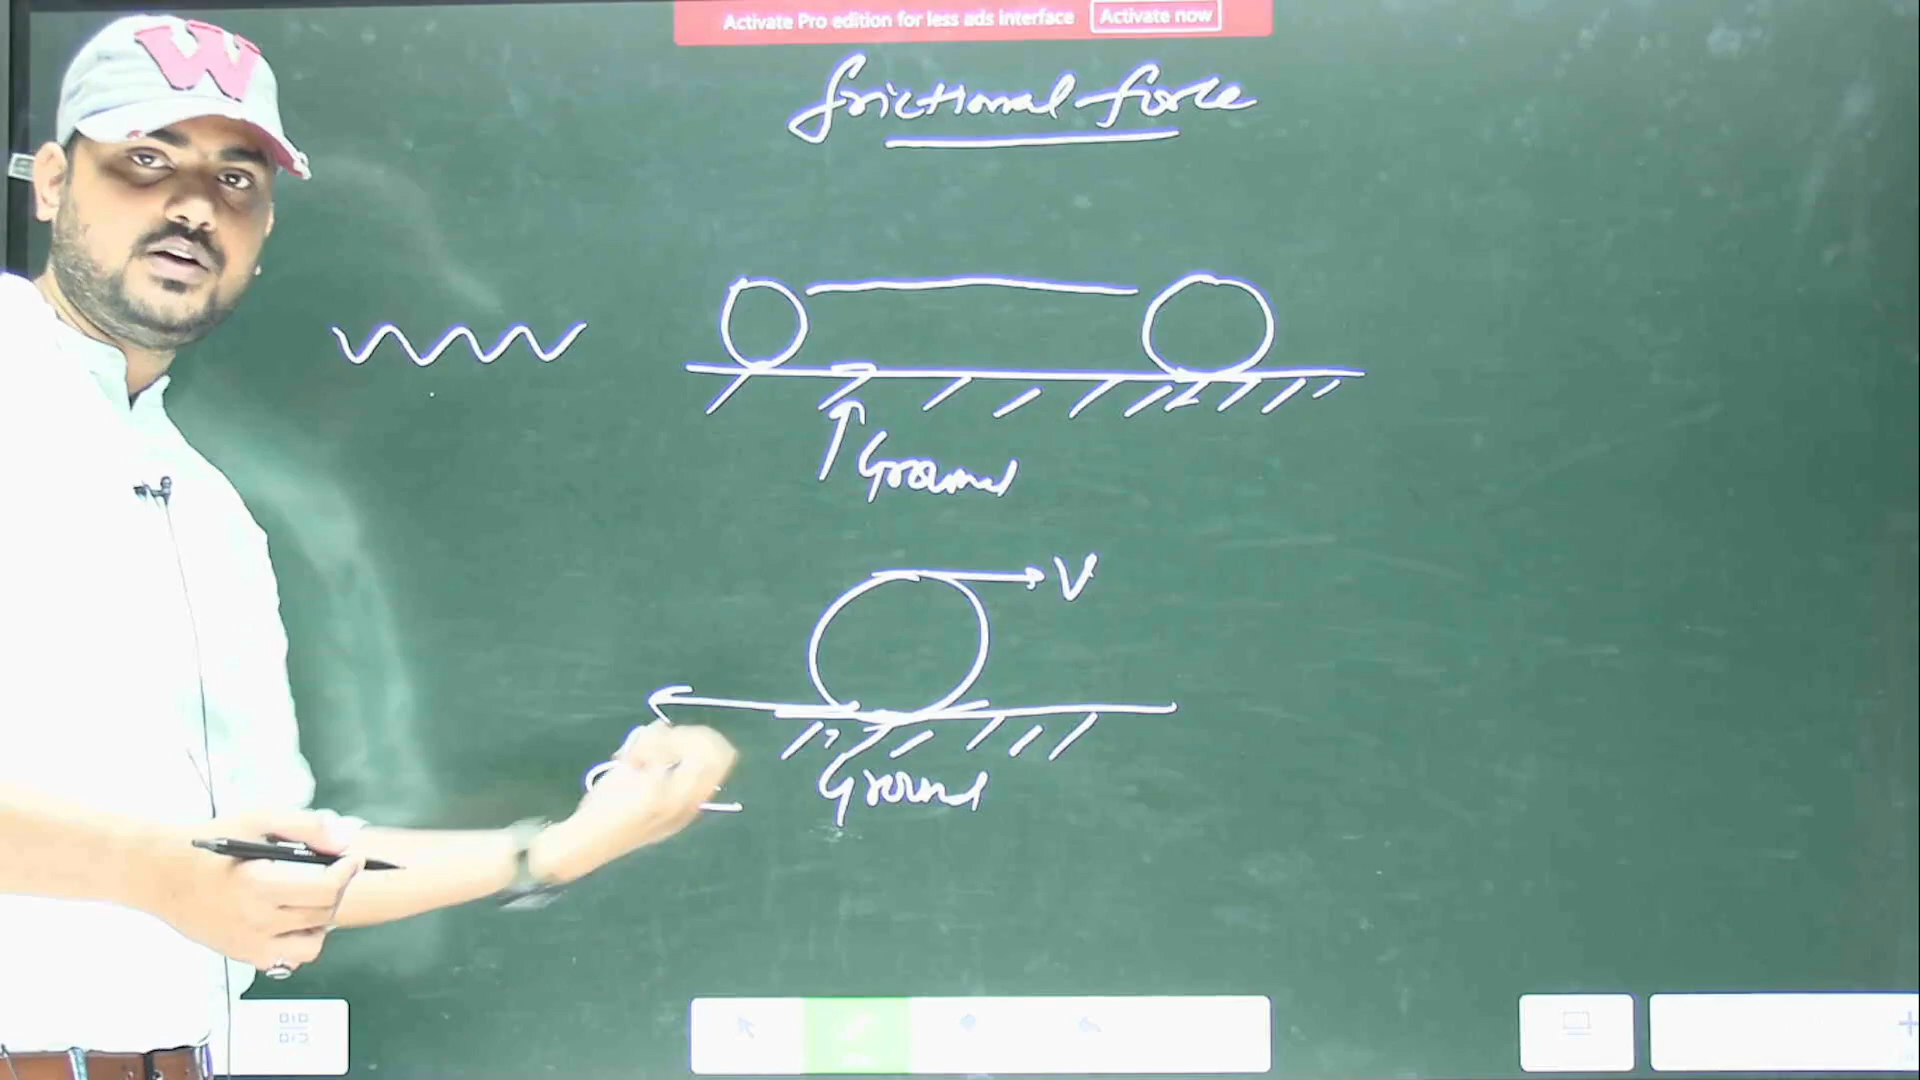 Activate Pro edition for less ads interface Activate now
W
frictional force
Ground
V
Ground